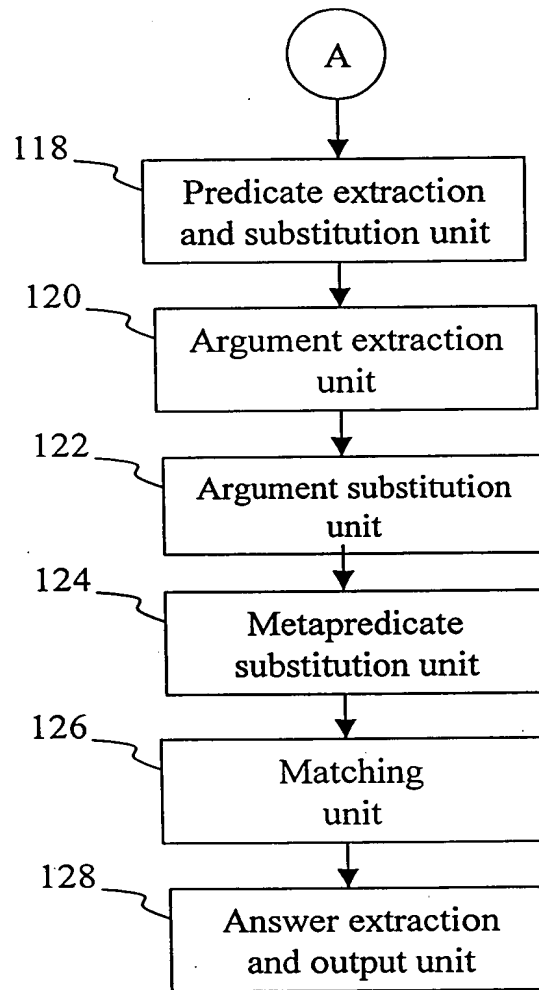 A
118
Predicate extraction
and substitution unit
120
Argument extraction
unit
122
Argument substitution
unit
124
Metapredicate
substitution unit
126
Matching
unit
128
Answer extraction
and output unit